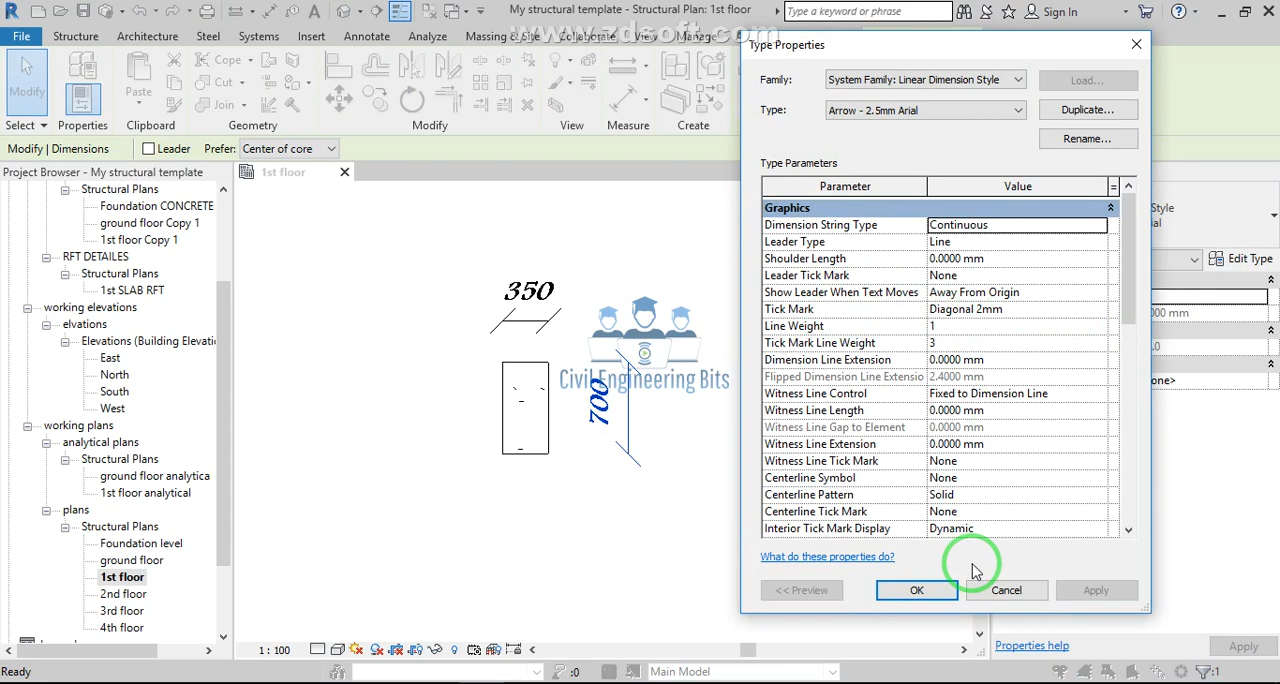 My structural template - Structural Plan: 1st floor
Type a keyword or phrase
Sign In
www.zdsoft.com
File
Structure
Architecture
Steel
Systems
Insert
Annotate
Analyze
Massing & Site
Collaborate
View
Manage
Modify
Paste
Cope
Cut
Join
Select
Properties
Clipboard
Geometry
Modify
View
Measure
Create
Modify | Dimensions
Leader
Prefer:
Center of core
Project Browser - My structural template
Structural Plans
Foundation CONCRETE
ground floor Copy 1
1st floor Copy 1
RFT DETAILES
Structural Plans
1st SLAB RFT
working elevations
elvations
Elevations (Building Elevati
East
North
South
West
working plans
analytical plans
Structural Plans
ground floor analytica
1st floor analytical
plans
Structural Plans
Foundation level
ground floor
1st floor
2nd floor
3rd floor
4th floor
1st floor
350
700
Civil Engineering Bits
1 : 100
Type Properties
Family:
System Family: Linear Dimension Style
Load...
Type:
Arrow - 2.5mm Arial
Duplicate...
Rename...
Type Parameters
Parameter
Value
=
Graphics
Dimension String Type
Continuous
Leader Type
Line
Shoulder Length
0.0000 mm
Leader Tick Mark
None
Show Leader When Text Moves
Away From Origin
Tick Mark
Diagonal 2mm
Line Weight
1
Tick Mark Line Weight
3
Dimension Line Extension
0.0000 mm
Flipped Dimension Line Extensio
2.4000 mm
Witness Line Control
Fixed to Dimension Line
Witness Line Length
0.0000 mm
Witness Line Gap to Element
0.0000 mm
Witness Line Extension
0.0000 mm
Witness Line Tick Mark
None
Centerline Symbol
None
Centerline Pattern
Solid
Centerline Tick Mark
None
Interior Tick Mark Display
Dynamic
What do these properties do?
<< Preview
OK
Cancel
Apply
Style
ial
Edit Type
00 mm
.0
one>
Properties help
Apply
Ready
:0
Main Model
:1